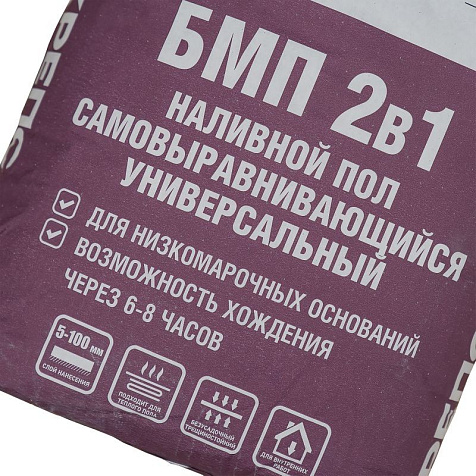 КРЕПС
БМП 2в1
НАЛИВНОЙ ПОЛ
САМОВЫРАВНИВАЮЩИЙСЯ
УНИВЕРСАЛЬНЫЙ
ДЛЯ НИЗКОМАРОЧНЫХ ОСНОВАНИЙ
ВОЗМОЖНОСТЬ ХОЖДЕНИЯ
ЧЕРЕЗ 6-8 ЧАСОВ
5-100 мм
СЛОЙ НАНЕСЕНИЯ
ПОДХОДИТ ДЛЯ
ТЕПЛОГО ПОЛА
БЕЗУСАДОЧНЫЙ
ТРЕЩИНОСТОЙКИЙ
ДЛЯ ВНУТРЕННИХ
РАБОТ